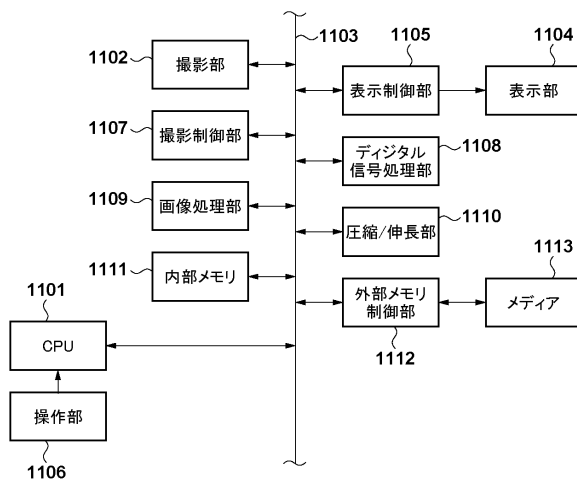 1103
1105
1104
1102
撮影部
表示制御部
表示部
1107
撮影制御部
ディジタル
信号処理部
1108
1109
画像処理部
1110
圧縮/伸長部
1111
内部メモリ
1113
外部メモリ
制御部
メディア
1112
1101
CPU
操作部
1106